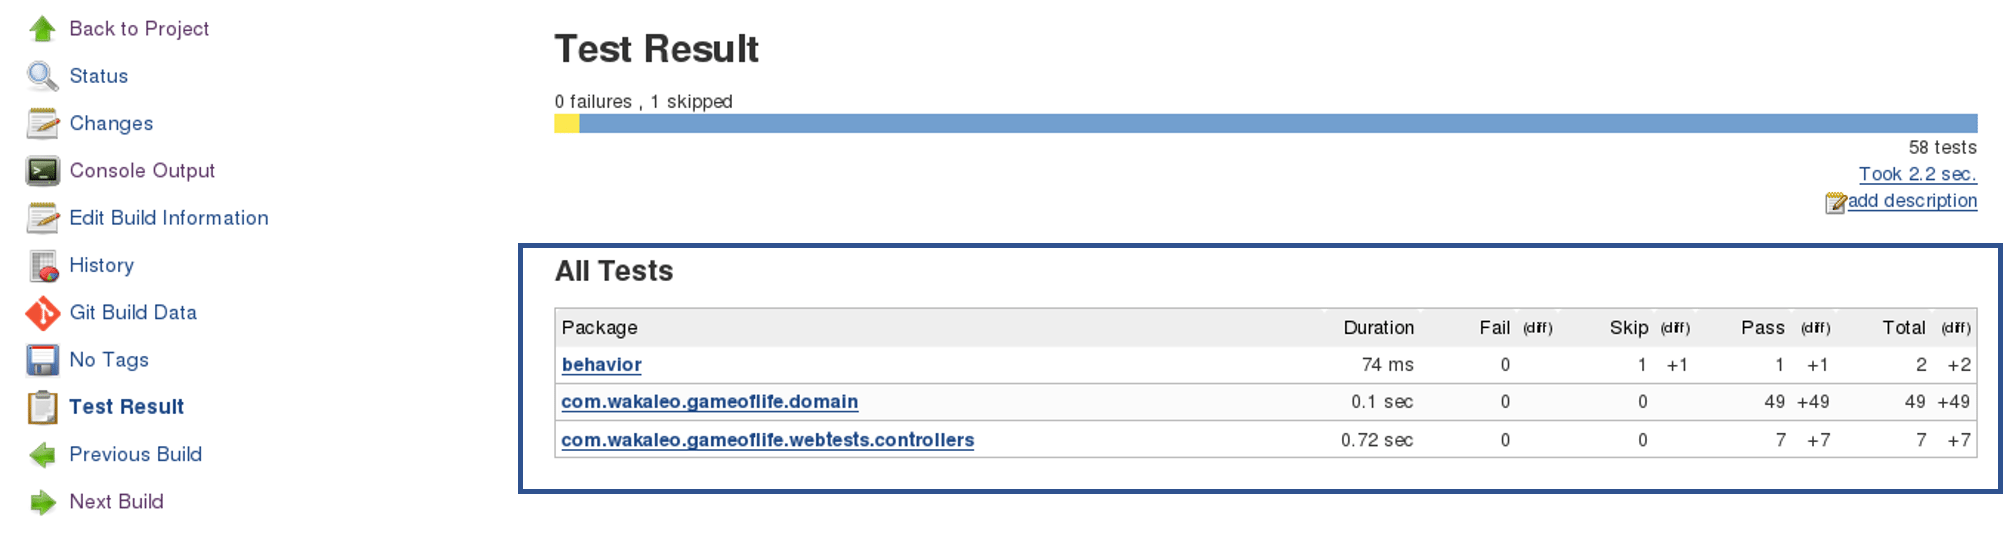 Back to Project
Status
Changes
Console Output
Edit Build Information
History
Git Build Data
No Tags
Test Result
Previous Build
Next Build
Test Result
0 failures , 1 skipped
58 tests
Took 2.2 sec.
add description
All Tests
Package Duration Fail (diff) Skip (diff) Pass (diff) Total (diff)
behavior 74 ms 0 1 +1 1 +1 2 +2
com.wakaleo.gameoflife.domain 0.1 sec 0 0 49 +49 49 +49
com.wakaleo.gameoflife.webtests.controllers 0.72 sec 0 0 7 +7 7 +7